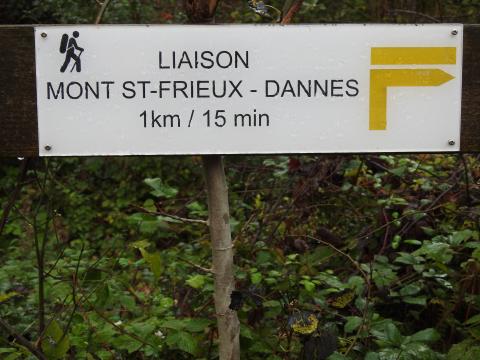 LIAISON
MONT ST-FRIEUX - DANNES
1km / 15 min